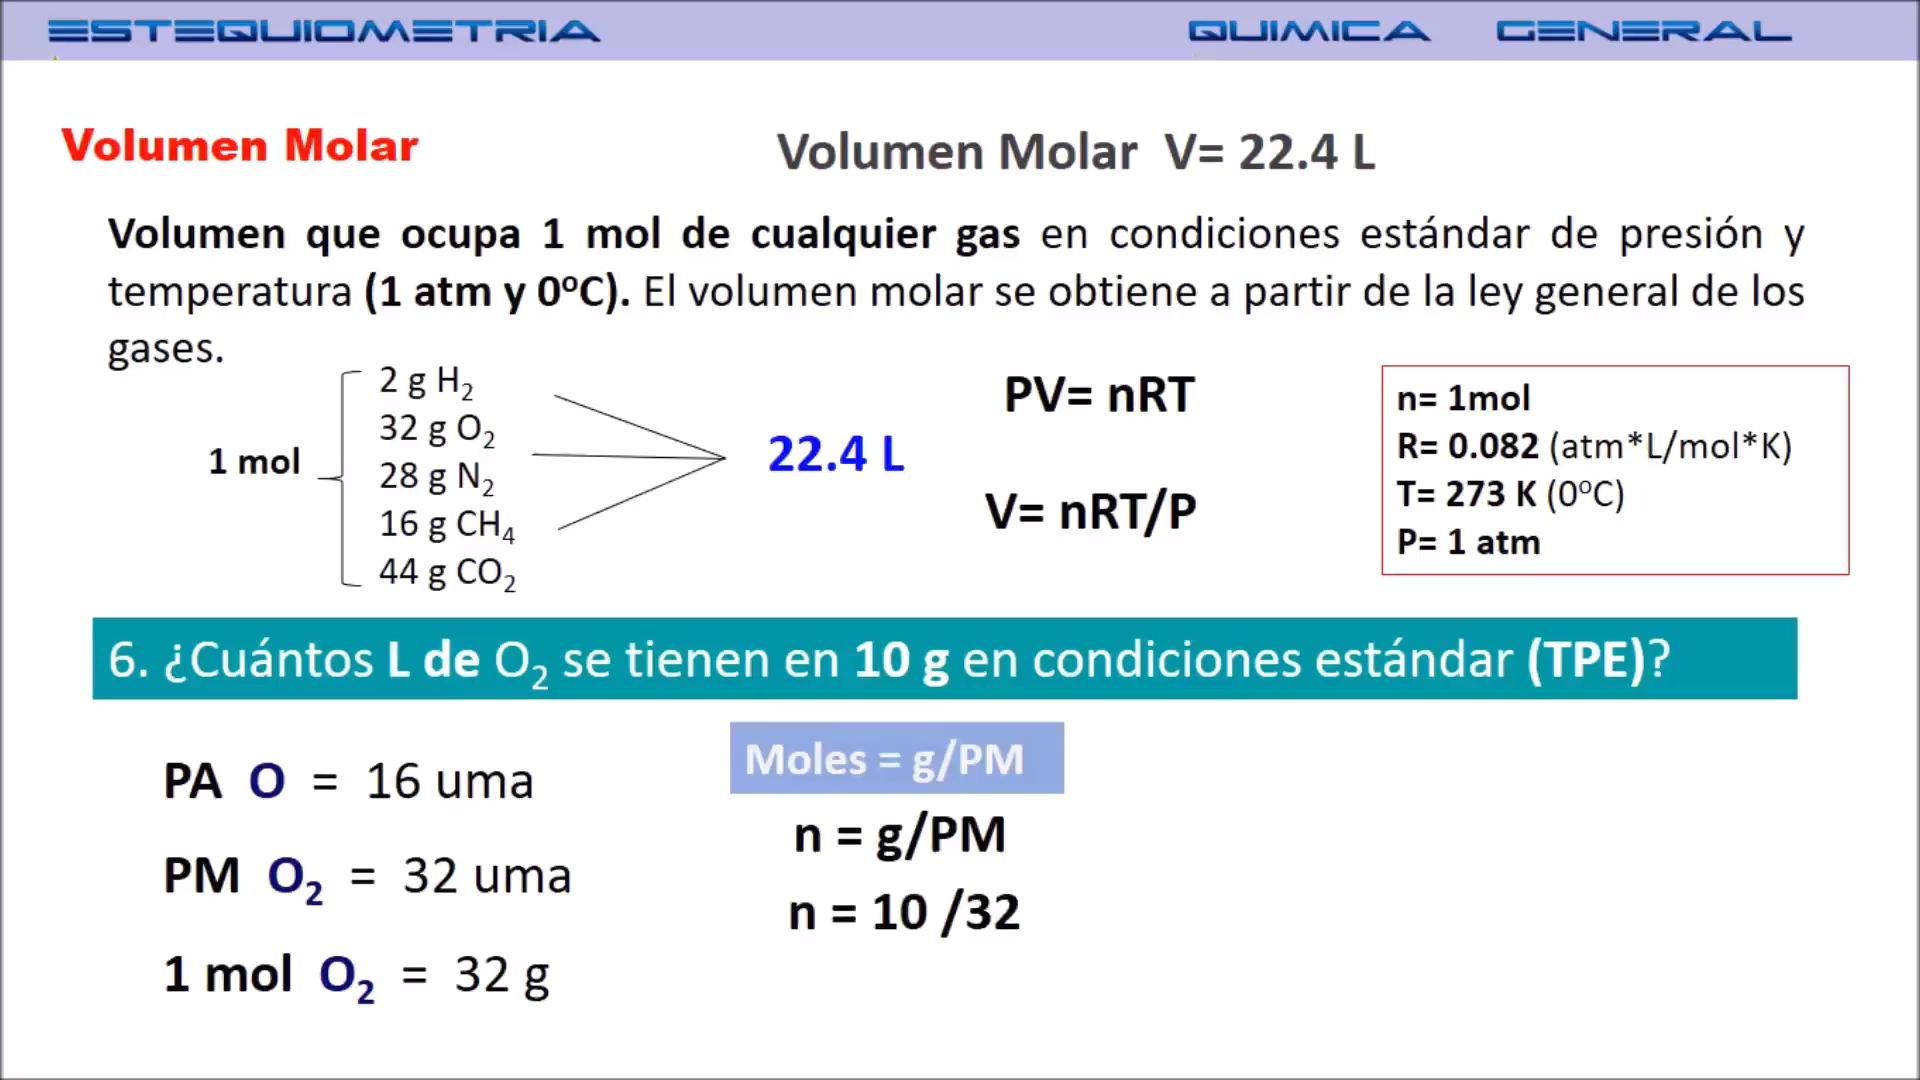 ESTEQUIOMETRIA QUIMICA GENERAL
Volumen Molar
Volumen Molar V= 22.4 L
Volumen que ocupa 1 mol de cualquier gas en condiciones estándar de presión y
temperatura (1 atm y 0ºC). El volumen molar se obtiene a partir de la ley general de los
gases.
1 mol
2 g H₂
32 g O₂
28 g N₂
16 g CH₄
44 g CO₂
22.4 L
PV= nRT
V= nRT/P
n= 1mol
R= 0.082 (atm*L/mol*K)
T= 273 K (0ºC)
P= 1 atm
6. ¿Cuántos L de O₂ se tienen en 10 g en condiciones estándar (TPE)?
PA O = 16 uma
PM O₂ = 32 uma
1 mol O₂ = 32 g
Moles = g/PM
n = g/PM
n = 10 /32